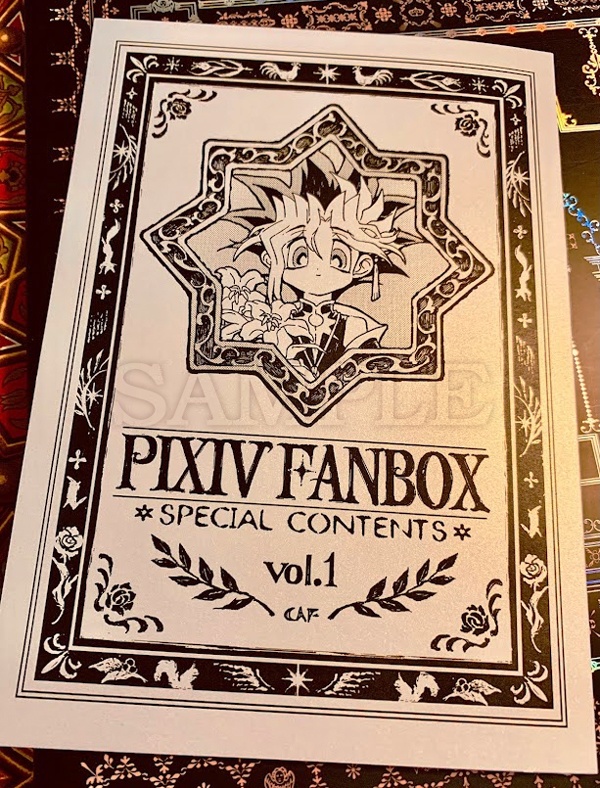 SAMPLE
PIXIV FANBOX
✡SPECIAL CONTENTS✡
vol.1
CAF